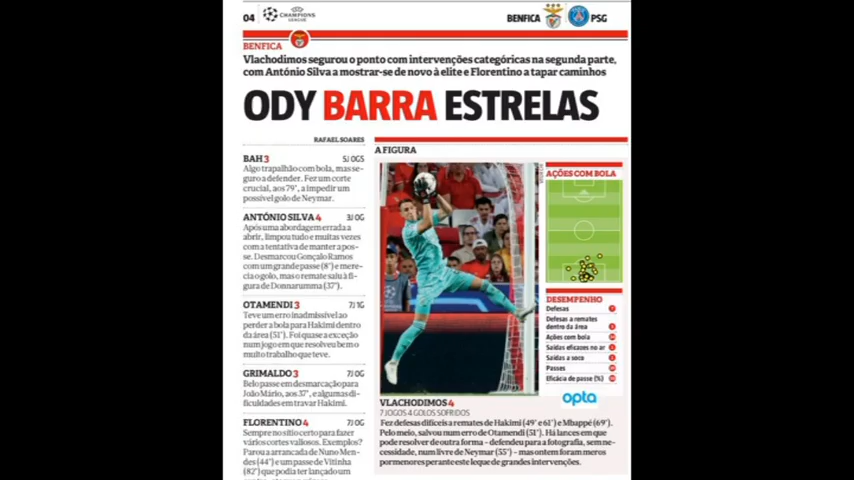 04 CHAMPIONS LEAGUE BENFICA PSG
BENFICA
Vlachodimos segurou o ponto com intervenções categóricas na segunda parte,
com António Silva a mostrar-se de novo à elite e Florentino a tapar caminhos
ODY BARRA ESTRELAS
RAFAEL SOARES
BAH 3 5J 0GS
Algo trapalhão com bola, mas se-
guro a defender. Fez um corte
crucial, aos 79', a impedir um
possível golo de Neymar.
ANTÓNIO SILVA 4 3J 0G
Após uma abordagem errada a
abrir, limpou tudo e muitas vezes
com a tentativa de manter a pos-
se. Desmarcou Gonçalo Ramos
com um grande passe (8') e mere-
cia o golo, mas o remate saiu à fi-
gura de Donnarumma (37').
OTAMENDI 3 7J 1G
Teve um erro inadmissível ao
perder a bola para Hakimi dentro
da área (51'). Foi quase a exceção
num jogo em que resolveu bem o
muito trabalho que teve.
GRIMALDO 3 7J 0G
Belo passe em desmarcação para
João Mário, aos 37', e algumas di-
ficuldades em travar Hakimi.
FLORENTINO 4 7J 0G
Sempre no sítio certo para fazer
vários cortes valiosos. Exemplos?
Parou a arrancada de Nuno Men-
des (44') e um passe de Vitinha
(82') que podia ter lançado um
A FIGURA
VLACHODIMOS 4
7 JOGOS 4 GOLOS SOFRIDOS
Fez defesas difíceis a remates de Hakimi (49' e 61') e Mbappé (69').
Pelo meio, salvou num erro de Otamendi (51'). Há lances em que
pode resolver de outra forma – defendeu para a fotografia, sem ne-
cessidade, num livre de Neymar (55') – mas ontem foram meros
pormenores perante este leque de grandes intervenções.
AÇÕES COM BOLA
DESEMPENHO
Defesas
Defesas a remates
dentro da área
Ações com bola
Saídas eficazes no ar
Saídas a soco
Passes
Eficácia de passe (%)
opta